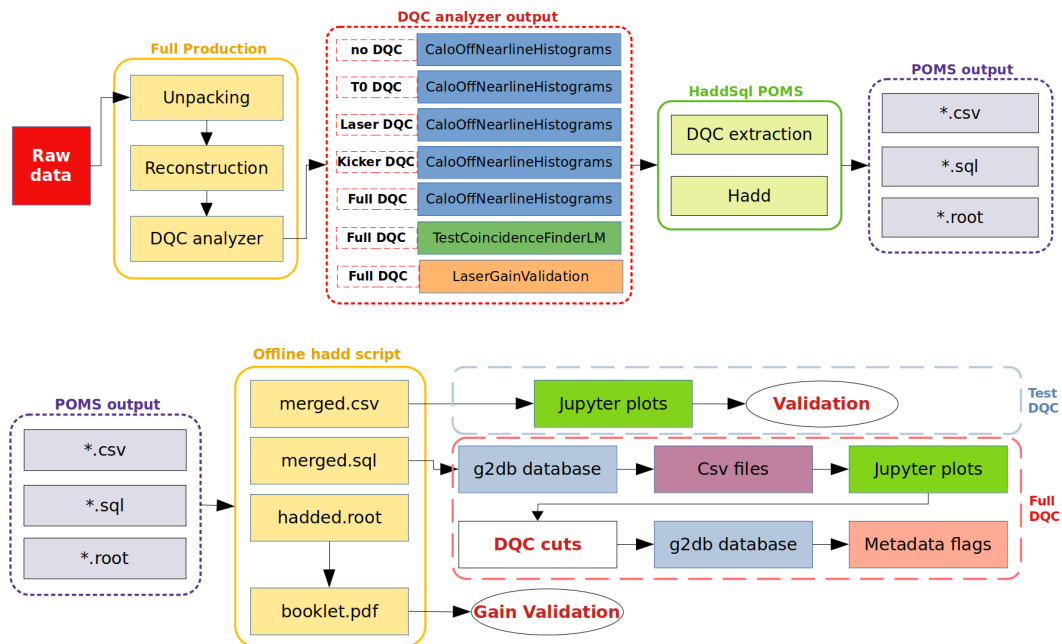 DQC analyzer output
Full Production
Unpacking
Reconstruction
DQC analyzer
Raw
data
no DQC CaloOffNearlineHistograms
T0 DQC CaloOffNearlineHistograms
Laser DQC CaloOffNearlineHistograms
Kicker DQC CaloOffNearlineHistograms
Full DQC CaloOffNearlineHistograms
Full DQC TestCoincidenceFinderLM
Full DQC LaserGainValidation
HaddSql POMS
DQC extraction
Hadd
POMS output
*.csv
*.sql
*.root
POMS output
*.csv
*.sql
*.root
Offline hadd script
merged.csv
merged.sql
hadded.root
booklet.pdf
Jupyter plots
Validation
Test
DQC
g2db database
Csv files
Jupyter plots
DQC cuts
g2db database
Metadata flags
Full
DQC
Gain Validation